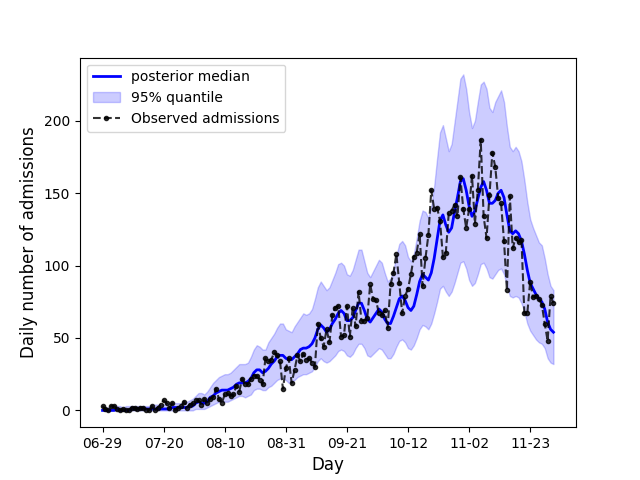 posterior median
95% quantile
Observed admissions
Daily number of admissions
200
150
100
50
0
06-29 07-20 08-10 08-31 09-21 10-12 11-02 11-23
Day